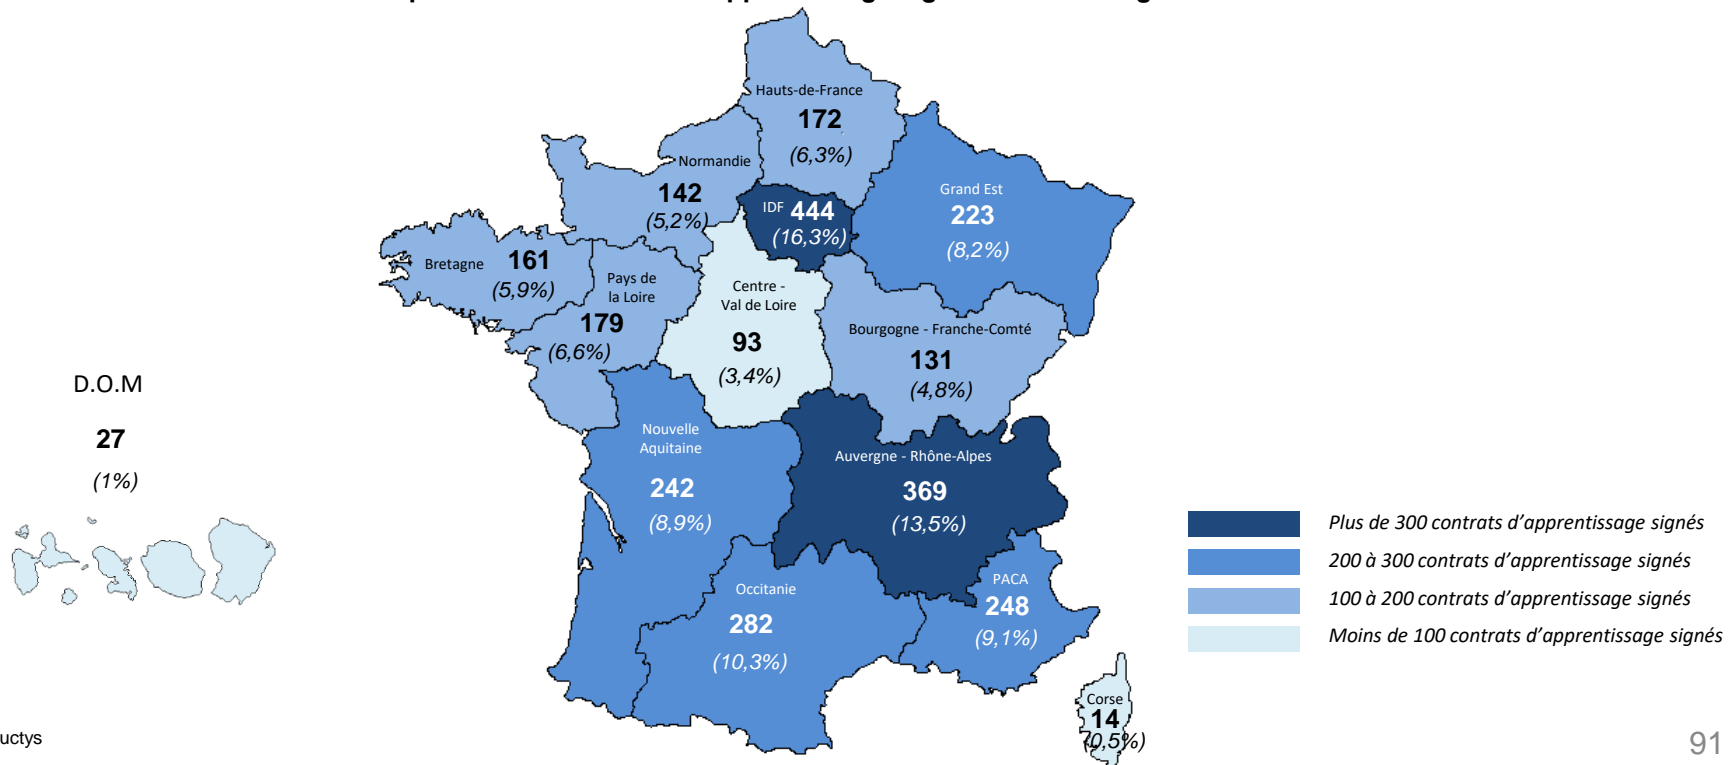 Hauts-de-France
172
(6,3%)
Normandie
142
(5,2%)
IDF 444
(16,3%)
Grand Est
223
(8,2%)
Bretagne 161
(5,9%)
Pays de
la Loire
179
(6,6%)
Centre -
Val de Loire
93
(3,4%)
Bourgogne - Franche-Comté
131
(4,8%)
D.O.M
27
(1%)
Nouvelle
Aquitaine
242
(8,9%)
Auvergne - Rhône-Alpes
369
(13,5%)
Occitanie
282
(10,3%)
PACA
248
(9,1%)
Corse
14
(0,5%)
Plus de 300 contrats d’apprentissage signés
200 à 300 contrats d’apprentissage signés
100 à 200 contrats d’apprentissage signés
Moins de 100 contrats d’apprentissage signés
uctys
91